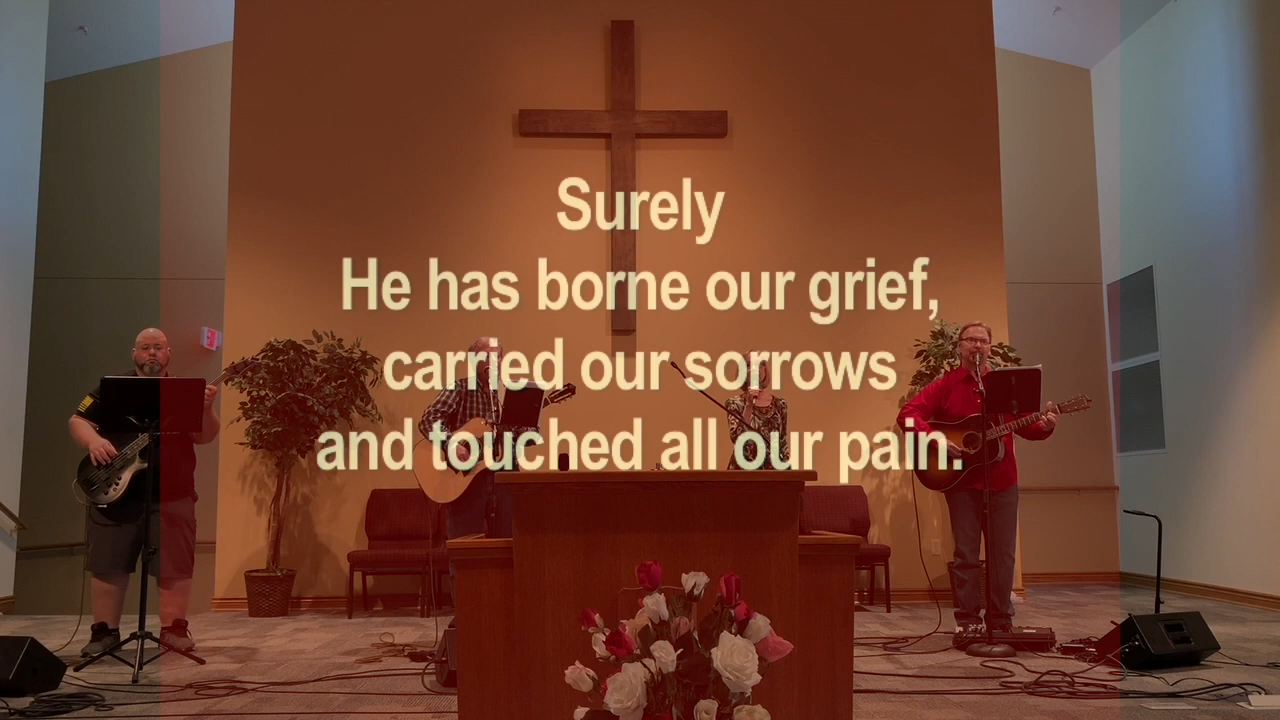 Surely
He has borne our grief,
carried our sorrows
and touched all our pain.